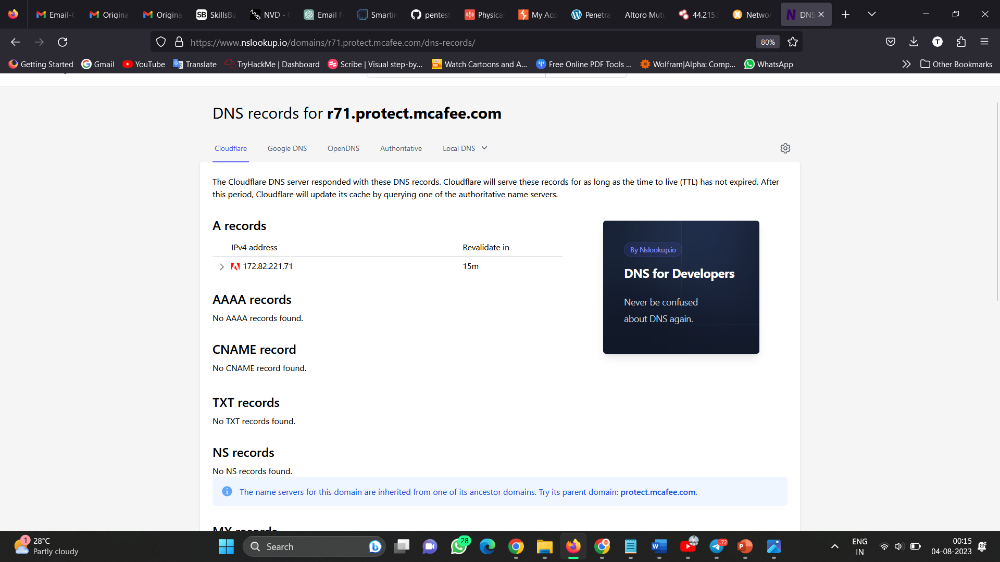 Email-C
Origina
Origina
SB SkillsBu
NVD - C
Email F
Smartin
pentest
Physical
My Acc
Penetra
Altoro Mutu
44.215.
Networ
DNS
https://www.nslookup.io/domains/r71.protect.mcafee.com/dns-records/
80%
T
Getting Started
Gmail
YouTube
Translate
TryHackMe | Dashboard
Scribe | Visual step-by...
Watch Cartoons and A...
Free Online PDF Tools ...
Wolfram|Alpha: Comp...
WhatsApp
Other Bookmarks
DNS records for r71.protect.mcafee.com
Cloudflare
Google DNS
OpenDNS
Authoritative
Local DNS
The Cloudflare DNS server responded with these DNS records. Cloudflare will serve these records for as long as the time to live (TTL) has not expired. After
this period, Cloudflare will update its cache by querying one of the authoritative name servers.
A records
IPv4 address Revalidate in
172.82.221.71 15m
By Nslookup.io
DNS for Developers
Never be confused
about DNS again.
AAAA records
No AAAA records found.
CNAME record
No CNAME record found.
TXT records
No TXT records found.
NS records
No NS records found.
The name servers for this domain are inherited from one of its ancestor domains. Try its parent domain: protect.mcafee.com.
MX records
1
28°C
Partly cloudy
Search
28
72
ENG
IN
00:15
04-08-2023